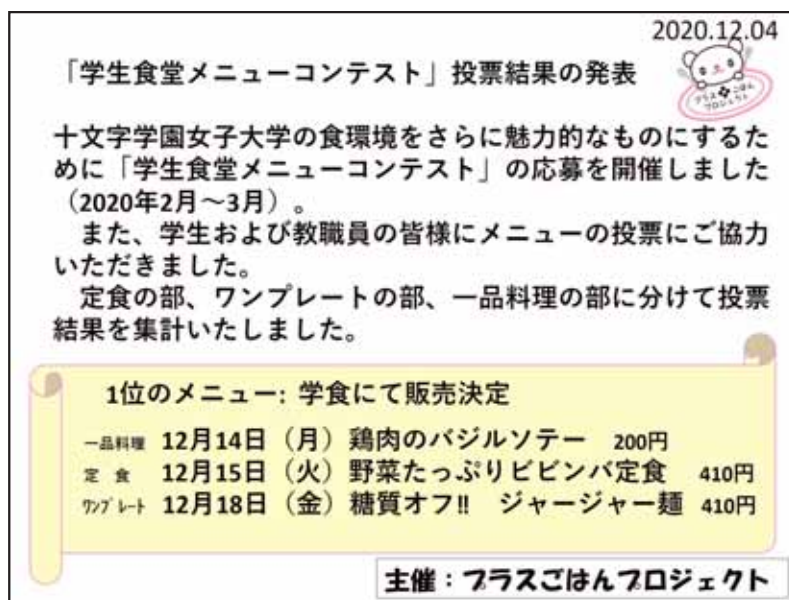 2020.12.04
「学生食堂メニューコンテスト」投票結果の発表
プラス ごはん
プロジェクト
十文字学園女子大学の食環境をさらに魅力的なものにするた
めに「学生食堂メニューコンテスト」の応募を開催しました
（2020年2月～3月）。
また、学生および教職員の皆様にメニューの投票にご協力
いただきました。
定食の部、ワンプレートの部、一品料理の部に分けて投票
結果を集計いたしました。
1位のメニュー: 学食にて販売決定
一品料理 12月14日（月）鶏肉のバジルソテー 200円
定 食 12月15日（火）野菜たっぷりビビンバ定食 410円
ﾜﾝﾌﾟﾚｰﾄ 12月18日（金）糖質オフ!! ジャージャー麺 410円
主催：プラスごはんプロジェクト